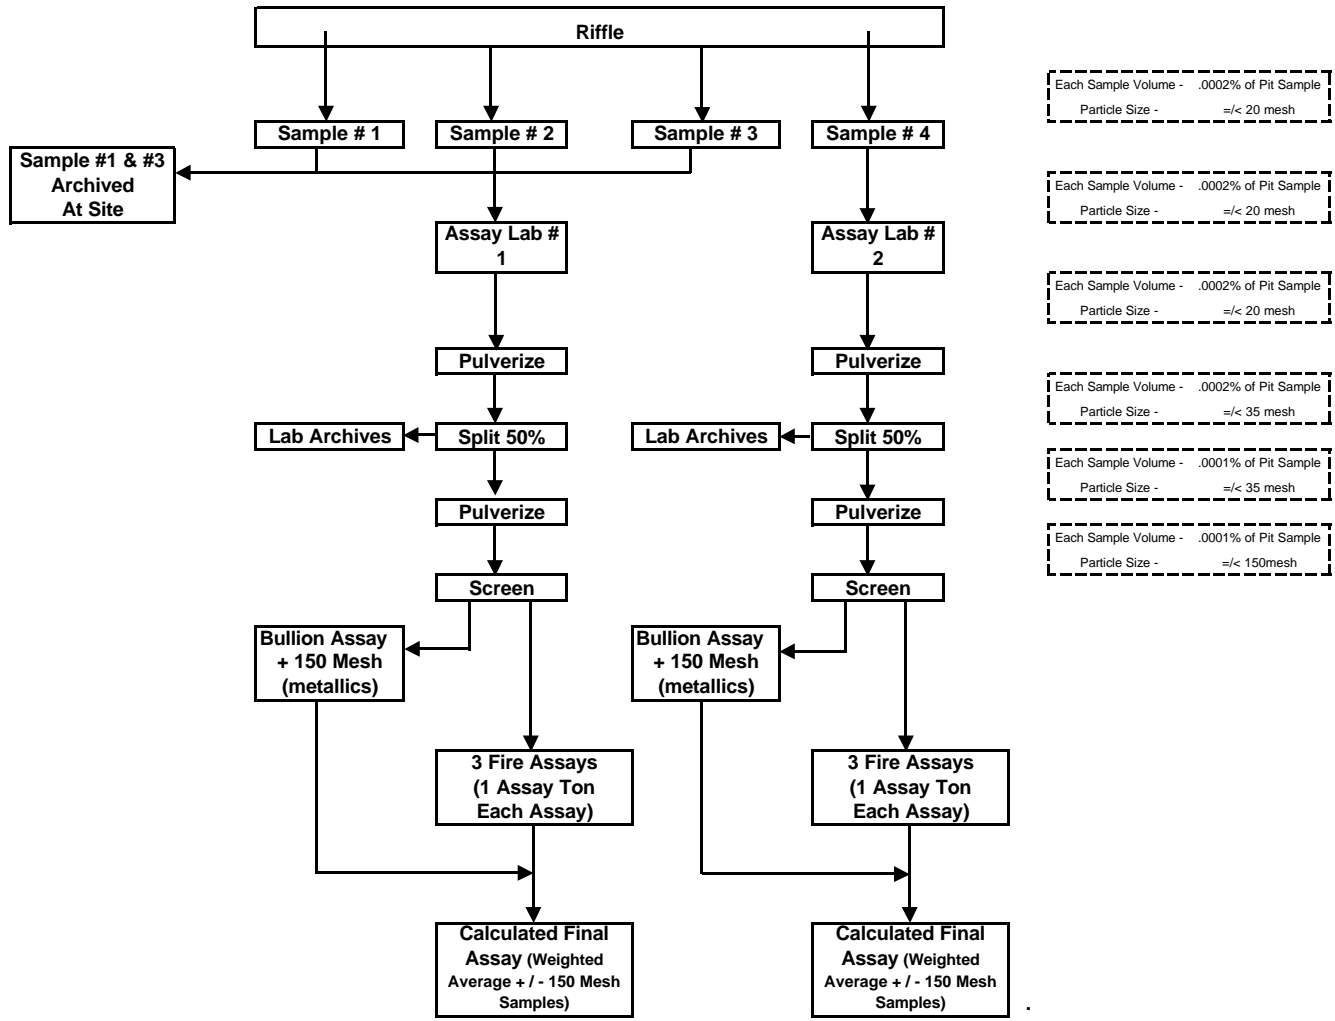 Riffle
Each Sample Volume - .0002% of Pit Sample
Particle Size - =/< 20 mesh
Sample # 1
Sample # 2
Sample # 3
Sample # 4
Sample #1 & #3
Archived
At Site
Each Sample Volume - .0002% of Pit Sample
Particle Size - =/< 20 mesh
Assay Lab #
1
Assay Lab #
2
Each Sample Volume - .0002% of Pit Sample
Particle Size - =/< 20 mesh
Pulverize
Pulverize
Each Sample Volume - .0002% of Pit Sample
Particle Size - =/< 35 mesh
Lab Archives
Split 50%
Lab Archives
Split 50%
Each Sample Volume - .0001% of Pit Sample
Particle Size - =/< 35 mesh
Pulverize
Pulverize
Each Sample Volume - .0001% of Pit Sample
Particle Size - =/< 150mesh
Screen
Screen
Bullion Assay
+ 150 Mesh
(metallics)
Bullion Assay
+ 150 Mesh
(metallics)
3 Fire Assays
(1 Assay Ton
Each Assay)
3 Fire Assays
(1 Assay Ton
Each Assay)
Calculated Final
Assay (Weighted
Average + / - 150 Mesh
Samples)
Calculated Final
Assay (Weighted
Average + / - 150 Mesh
Samples)
.